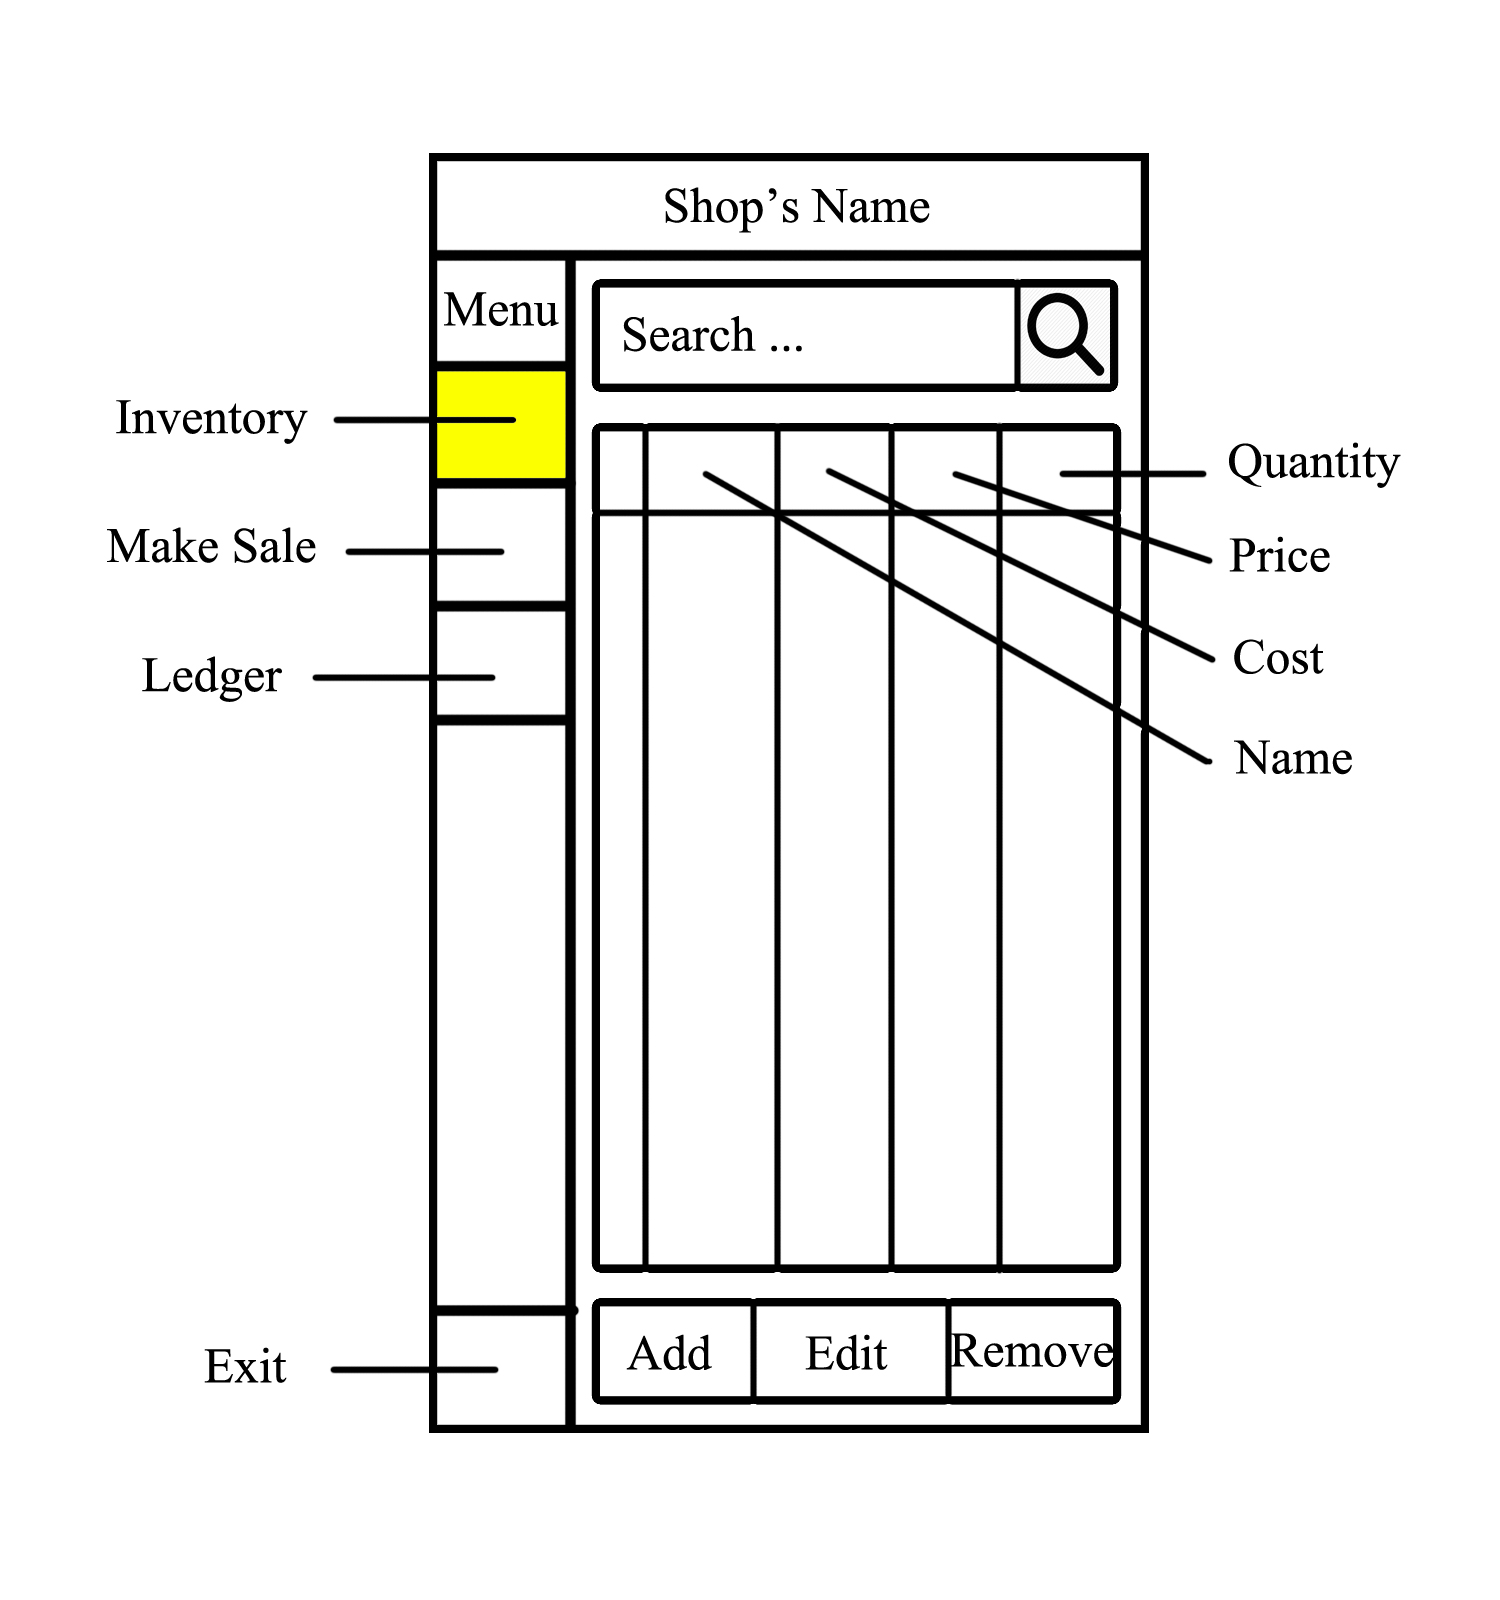 Shop’s Name
Menu
Search ...
Inventory
Make Sale
Ledger
Exit
Quantity
Price
Cost
Name
Add
Edit
Remove